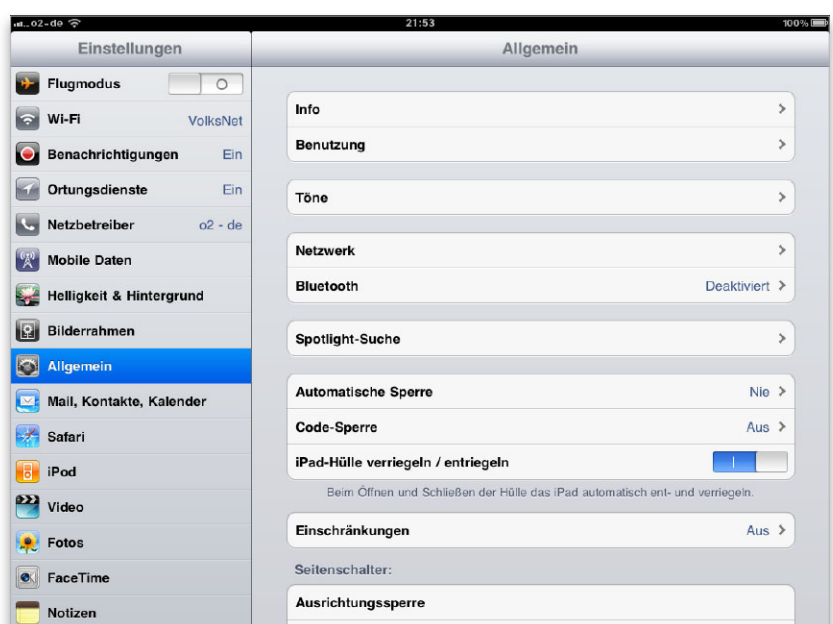 o2-de 21:53 100%
Einstellungen
Allgemein
Flugmodus
Wi-Fi VolksNet
Benachrichtigungen Ein
Ortungsdienste Ein
Netzbetreiber o2 - de
Mobile Daten
Helligkeit & Hintergrund
Bilderrahmen
Allgemein
Mail, Kontakte, Kalender
Safari
iPod
Video
Fotos
FaceTime
Notizen
Info
Benutzung
Töne
Netzwerk
Bluetooth Deaktiviert
Spotlight-Suche
Automatische Sperre Nie
Code-Sperre Aus
iPad-Hülle verriegeln / entriegeln
Beim Öffnen und Schließen der Hülle das iPad automatisch ent- und verriegeln.
Einschränkungen Aus
Seitenschalter:
Ausrichtungssperre